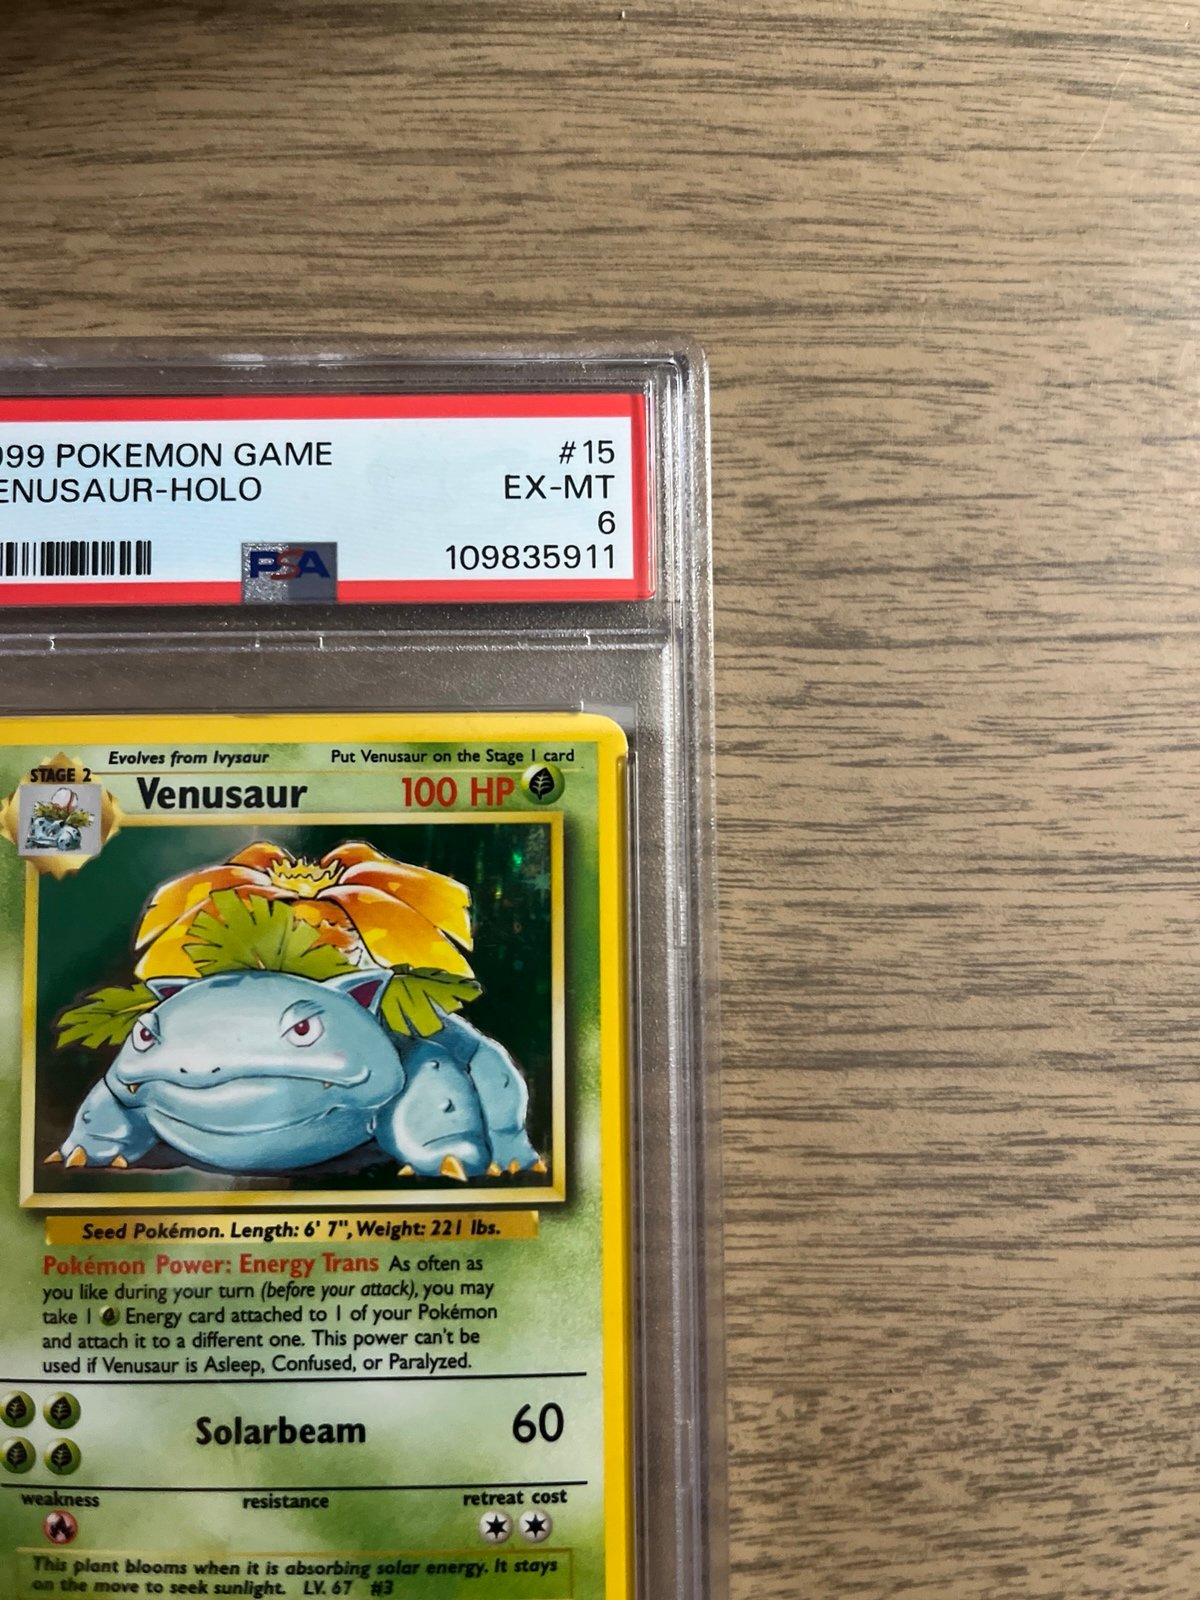 999 POKEMON GAME #15
ENUSAUR-HOLO EX-MT
6
PSA 109835911
Evolves from Ivysaur Put Venusaur on the Stage 1 card
STAGE 2
Venusaur 100 HP
Seed Pokémon. Length: 6' 7", Weight: 221 lbs.
Pokémon Power: Energy Trans As often as
you like during your turn (before your attack), you may
take 1 Energy card attached to 1 of your Pokémon
and attach it to a different one. This power can't be
used if Venusaur is Asleep, Confused, or Paralyzed.
Solarbeam 60
weakness resistance retreat cost
This plant blooms when it is absorbing solar energy. It stays
on the move to seek sunlight. LV. 67 #3